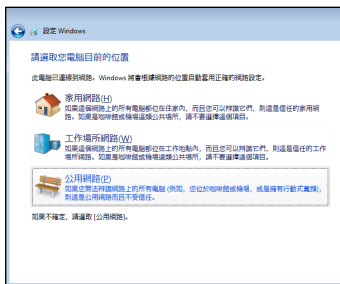 設定 Windows
請選取您電腦目前的位置
此電腦已連線到網路。Windows 將會根據網路的位置自動套用正確的網路設定。
家用網路(H)
如果這個網路上的所有電腦都位在住家內，而且您可以辨識它們，則這是信任的家用網
路。如果是咖啡館或機場這類公共場所，請不要選擇這個項目。
工作場所網路(W)
如果這個網路上的所有電腦都位在工作地點內，而且您可以辨識它們，則這是信任的工作
場所網路。如果是咖啡館或機場這類公共場所，請不要選擇這個項目。
公用網路(P)
如果您無法辨識網路上的所有電腦 (例如，您位於咖啡館或機場，或是擁有行動式寬頻)，
則這是公用網路而且不受信任。
如果不確定，請選取 [公用網路]。